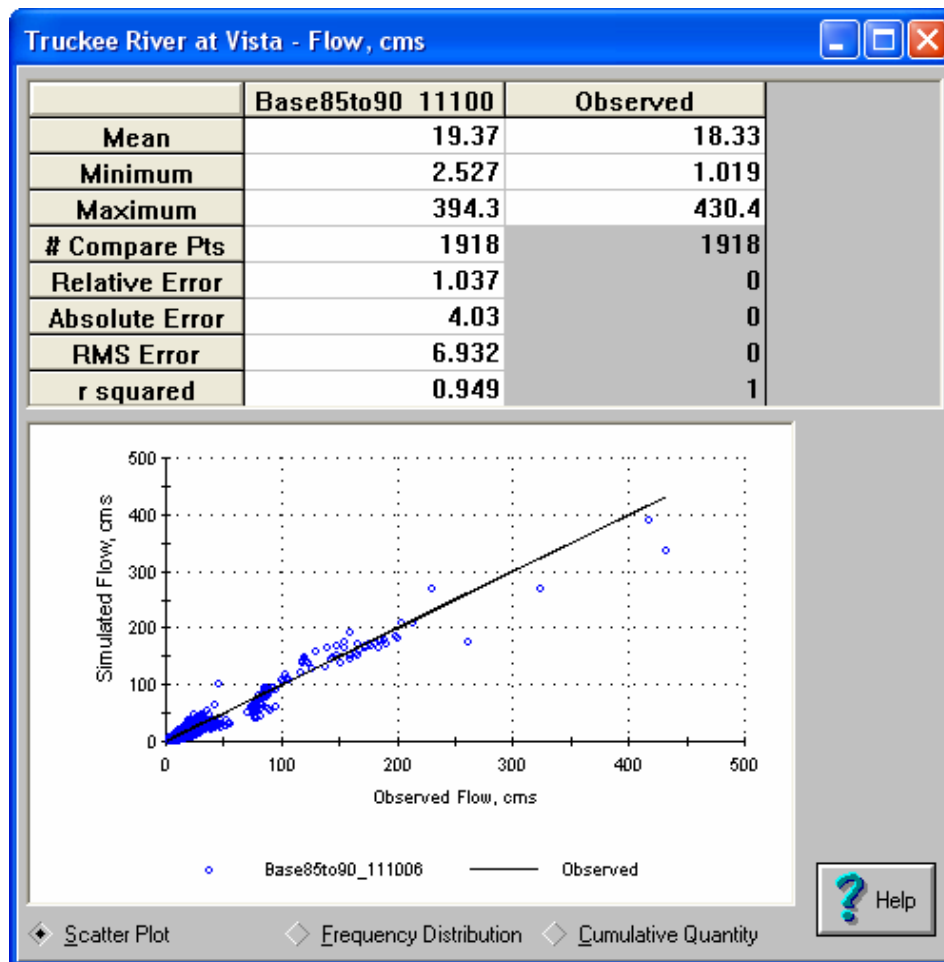 Truckee River at Vista - Flow, cms
Base85to90 11100 Observed
Mean 19.37 18.33
Minimum 2.527 1.019
Maximum 394.3 430.4
# Compare Pts 1918 1918
Relative Error 1.037 0
Absolute Error 4.03 0
RMS Error 6.932 0
r squared 0.949 1
500
400
300
200
100
0
Simulated Flow, cms
0 100 200 300 400 500
Observed Flow, cms
Base85to90_111006 Observed
? Help
Scatter Plot Frequency Distribution Cumulative Quantity